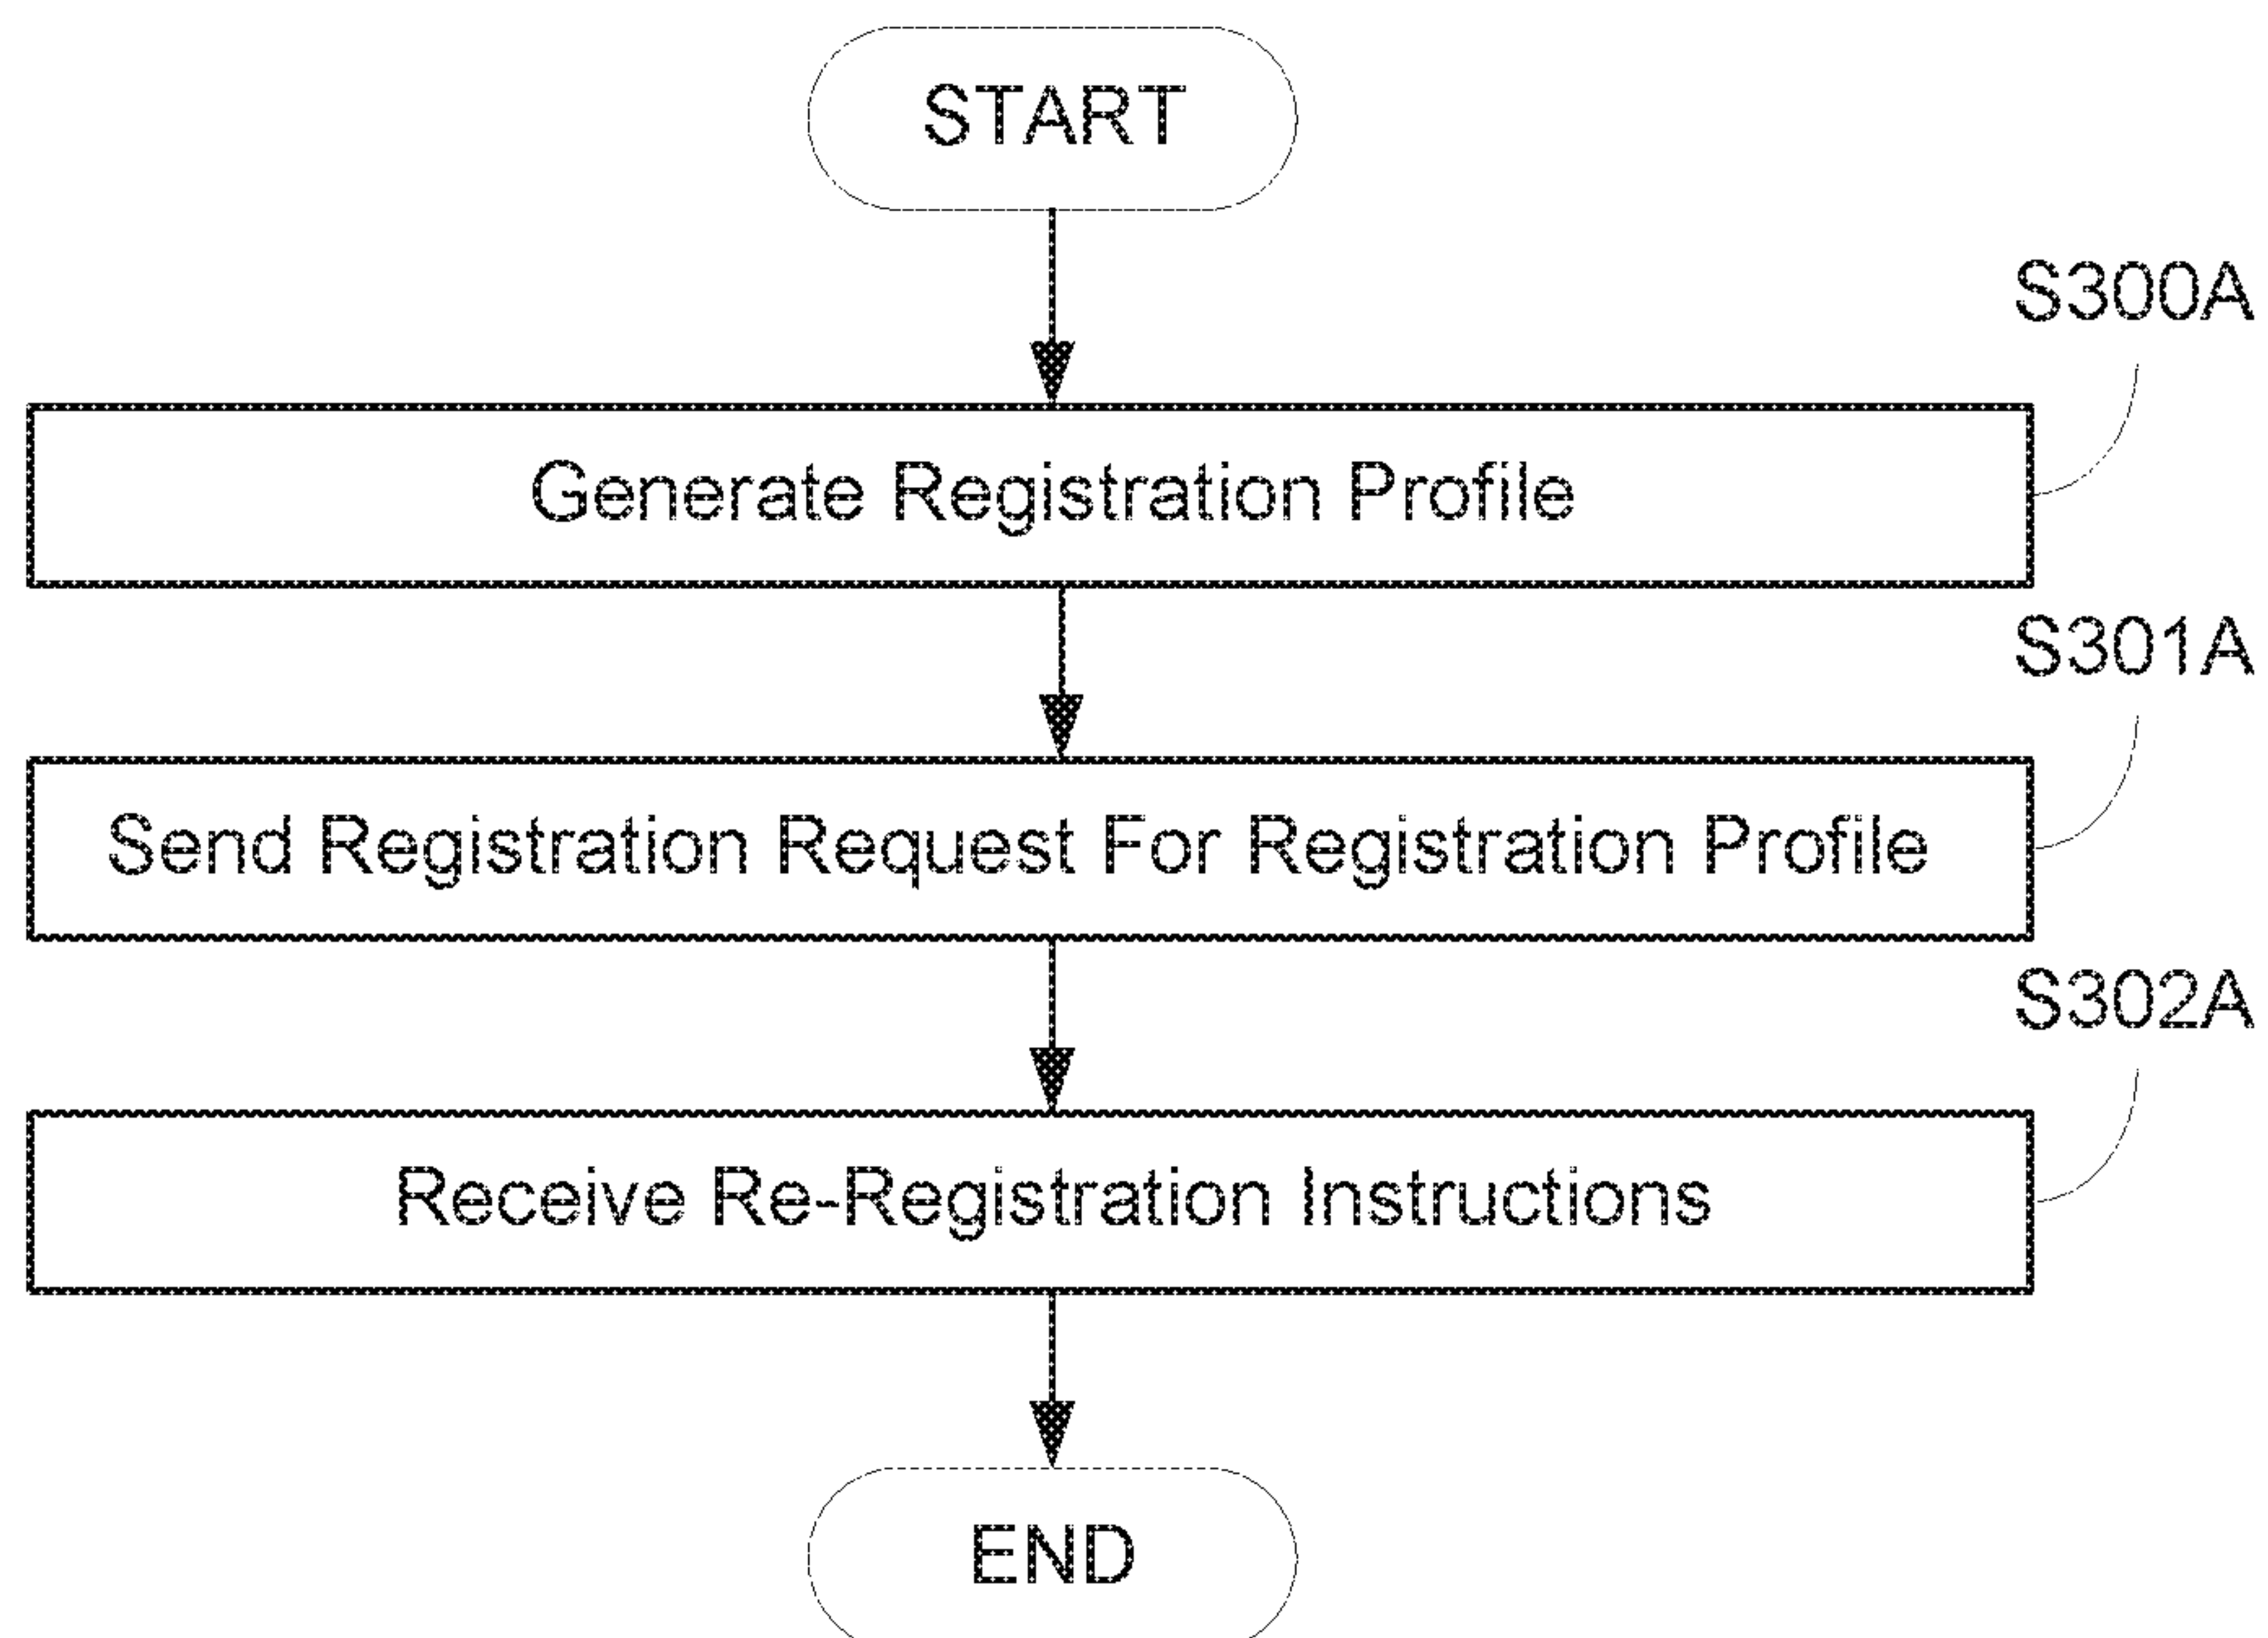 START
S300A
Generate Registration Profile
S301A
Send Registration Request For Registration Profile
S302A
Receive Re-Registration Instructions
END